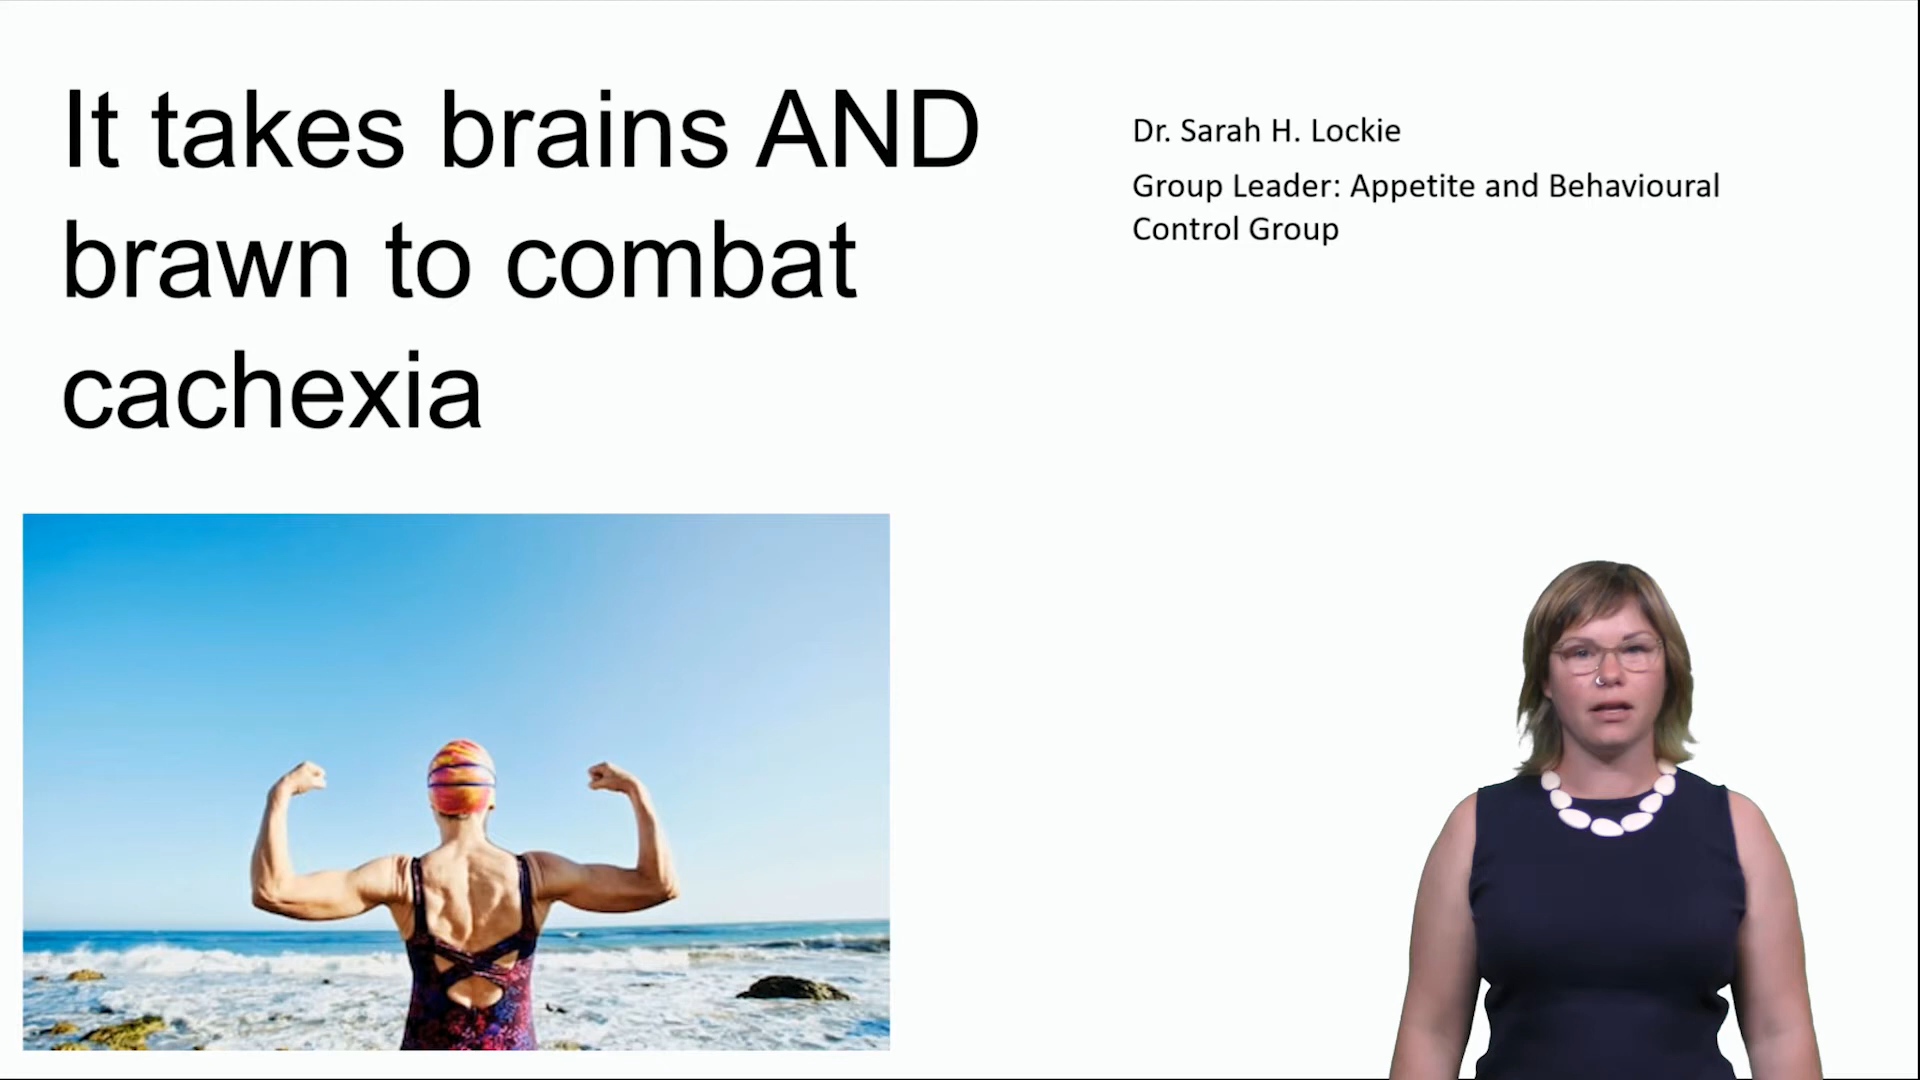 It takes brains AND
brawn to combat
cachexia
Dr. Sarah H. Lockie
Group Leader: Appetite and Behavioural
Control Group